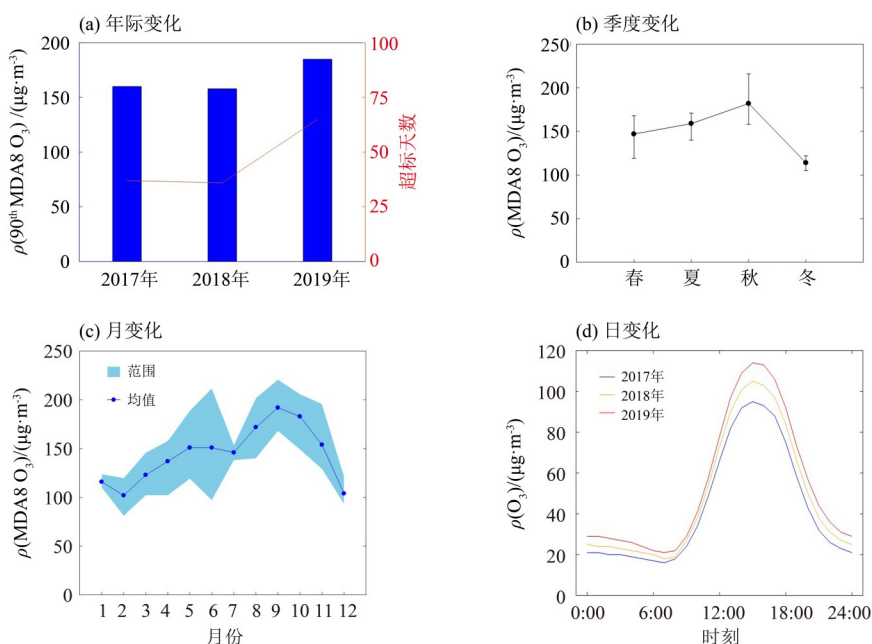 (a) 年际变化
ρ(90th MDA8 O3) /(μg·m-3)
200
150
100
50
0
100
75
50
25
0
超标天数
2017年 2018年 2019年
(b) 季度变化
ρ(MDA8 O3)/(μg·m-3)
250
200
150
100
50
0
春 夏 秋 冬
(c) 月变化
ρ(MDA8 O3)/(μg·m-3)
250
200
150
100
50
0
范围
均值
1 2 3 4 5 6 7 8 9 10 11 12
月份
(d) 日变化
ρ(O3)/(μg·m-3)
120
100
80
60
40
20
0
2017年
2018年
2019年
0:00 6:00 12:00 18:00 24:00
时刻